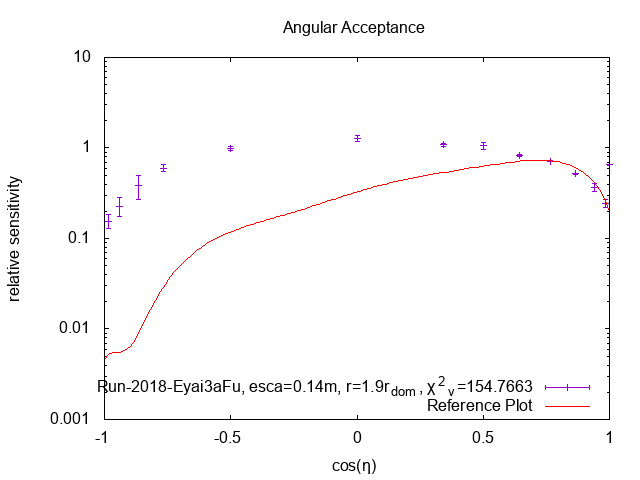 Angular Acceptance
10
1
0.1
0.01
0.001
relative sensitivity
Run-2018-Eyai3aFu, esca=0.14m, r=1.9r_dom, χ²_ν=154.7663
Reference Plot
-1 -0.5 0 0.5 1
cos(η)